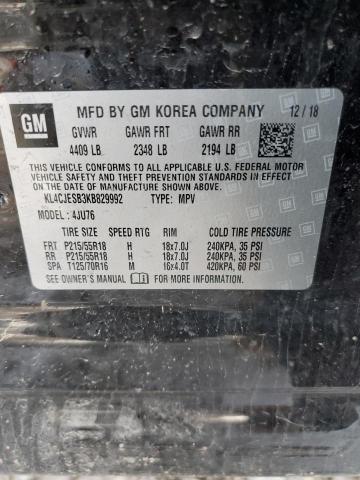 GM
MFD BY GM KOREA COMPANY 12 / 18
GVWR GAWR FRT GAWR RR
4409 LB 2348 LB 2194 LB
THIS VEHICLE CONFORMS TO ALL APPLICABLE U.S. FEDERAL MOTOR
VEHICLE SAFETY AND THEFT PREVENTION STANDARDS IN EFFECT
ON THE DATE OF MANUFACTURE SHOWN ABOVE.
KL4CJESB3KB829992 TYPE: MPV
MODEL : 4JU76
TIRE SIZE SPEED RTG RIM COLD TIRE PRESSURE
FRT P215/55R18 H 18x7.0J 240KPA, 35 PSI
RR P215/55R18 H 18x7.0J 240KPA, 35 PSI
SPA T125/70R16 M 16x4.0T 420KPA, 60 PSI
SEE OWNER'S MANUAL FOR MORE INFORMATION.